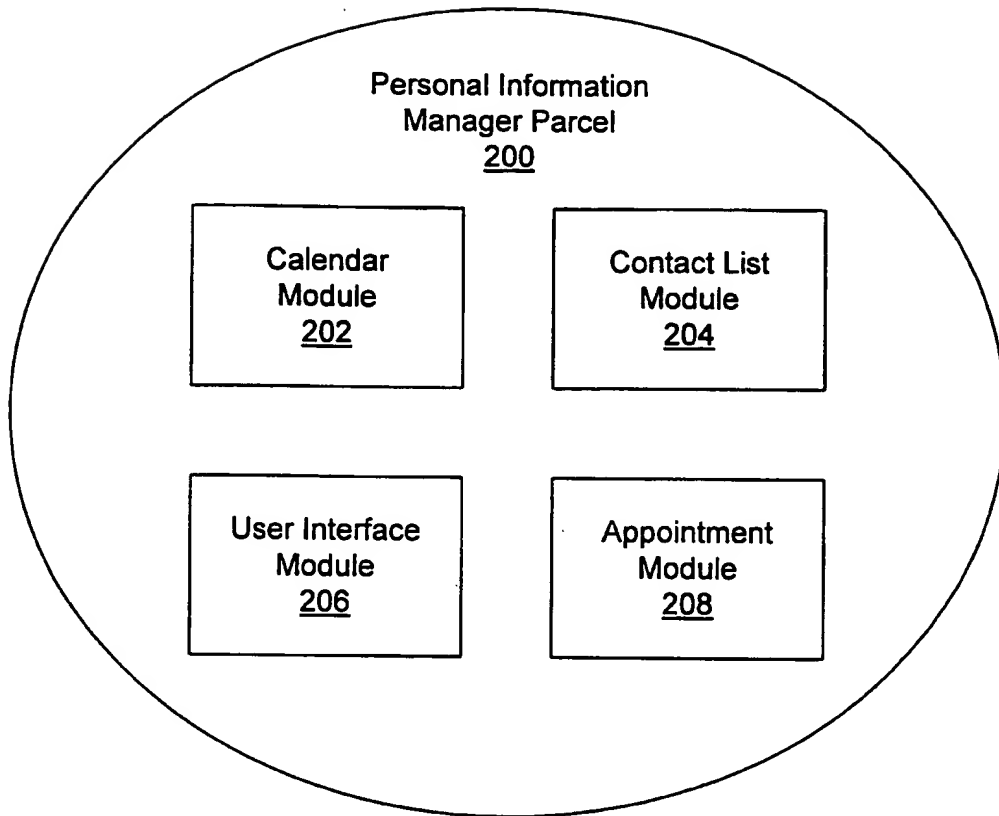 Personal Information
Manager Parcel
200
Calendar
Module
202
Contact List
Module
204
User Interface
Module
206
Appointment
Module
208